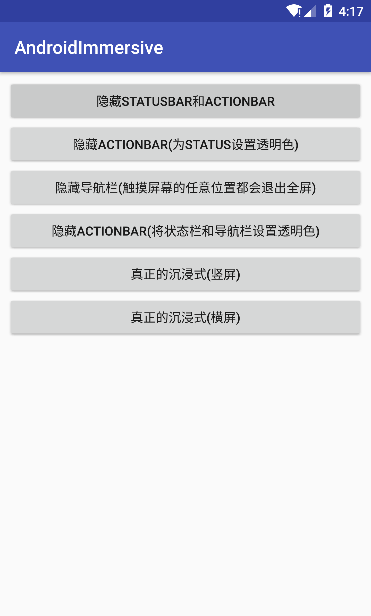 4:17
AndroidImmersive
隐藏STATUSBAR和ACTIONBAR
隐藏ACTIONBAR(为STATUS设置透明色)
隐藏导航栏(触摸屏幕的任意位置都会退出全屏)
隐藏ACTIONBAR(将状态栏和导航栏设置透明色)
真正的沉浸式(竖屏)
真正的沉浸式(横屏)